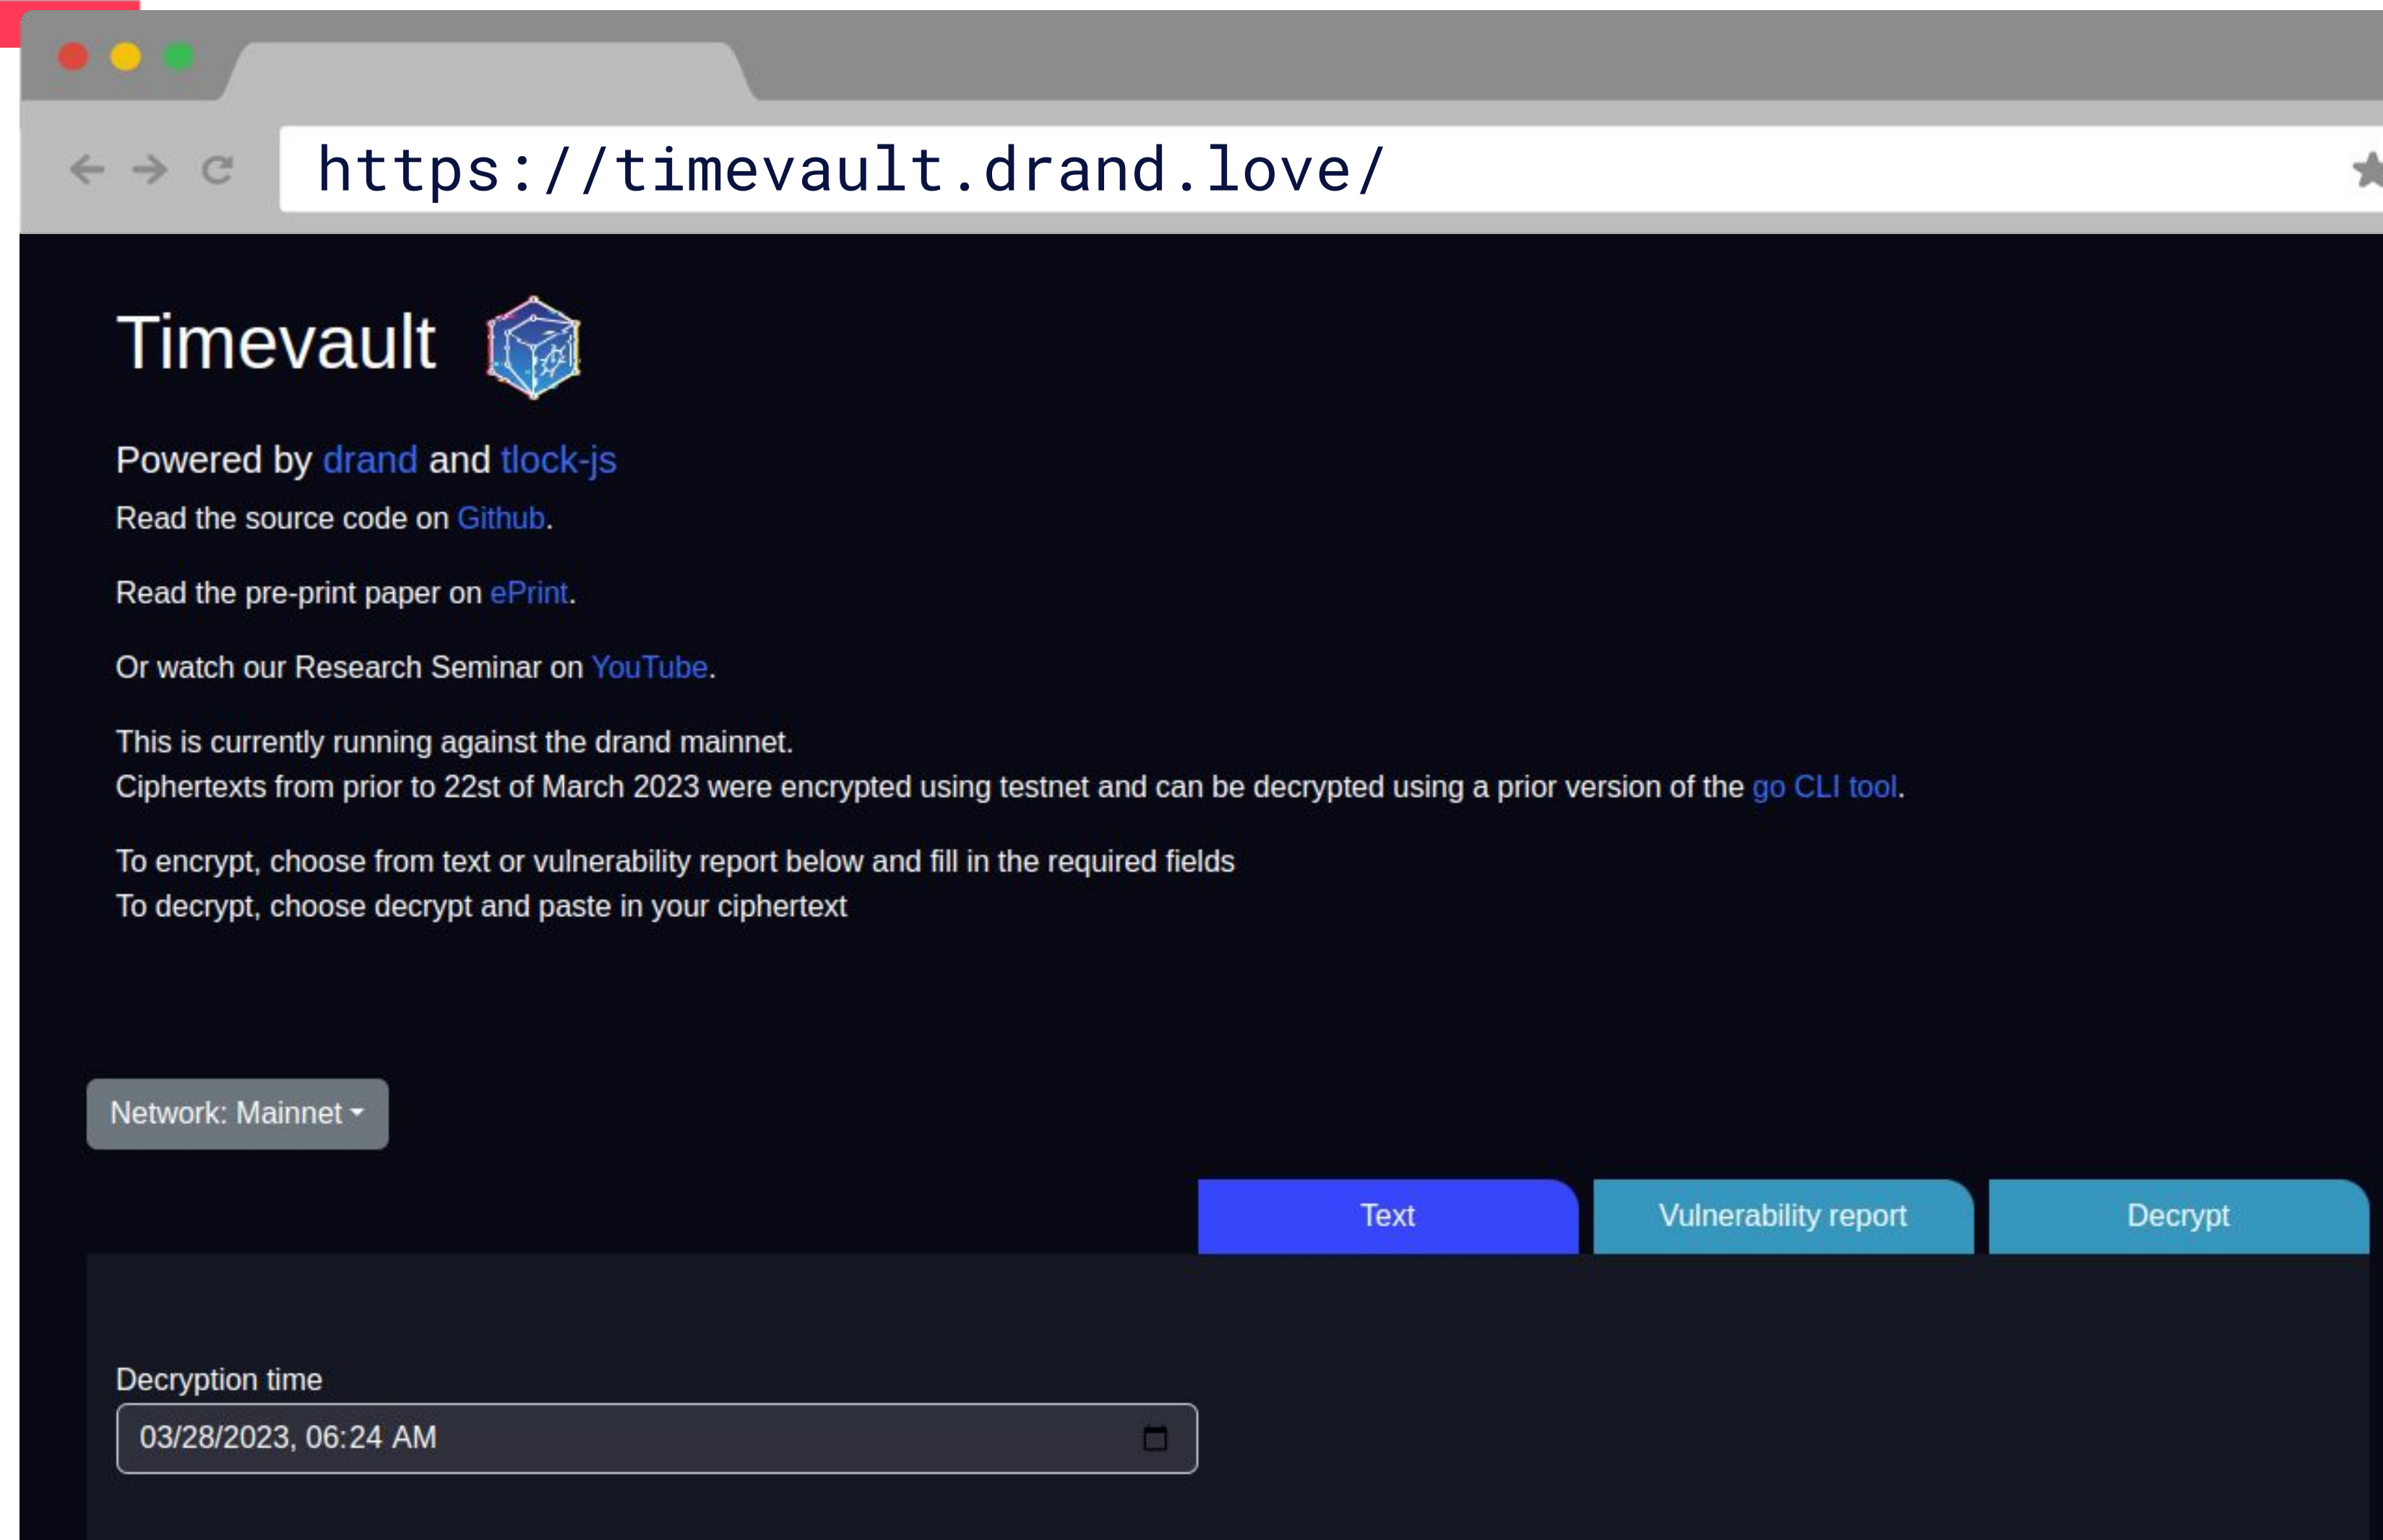 https://timevault.drand.love/
Timevault
Powered by drand and tlock-js
Read the source code on Github.
Read the pre-print paper on ePrint.
Or watch our Research Seminar on YouTube.
This is currently running against the drand mainnet.
Ciphertexts from prior to 22st of March 2023 were encrypted using testnet and can be decrypted using a prior version of the go CLI tool.
To encrypt, choose from text or vulnerability report below and fill in the required fields
To decrypt, choose decrypt and paste in your ciphertext
Network: Mainnet
Text Vulnerability report Decrypt
Decryption time
03/28/2023, 06:24 AM